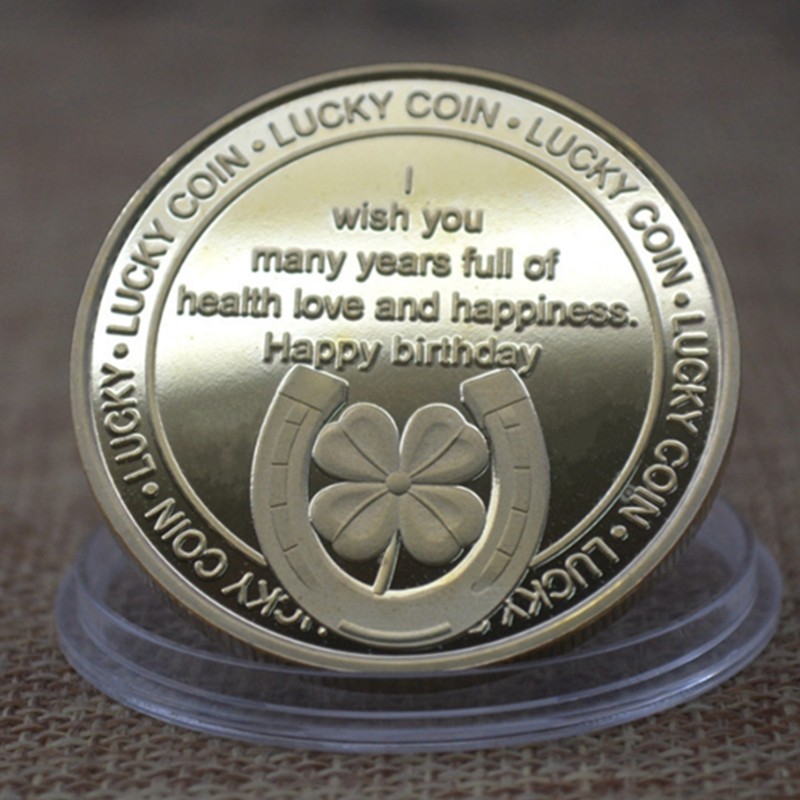 LUCKY COIN • LUCKY • LUCKY COIN • LUCKY COIN • LUCKY COIN • LUCKY COIN • LUCKY
I
wish you
many years full of
health love and happiness.
Happy birthday